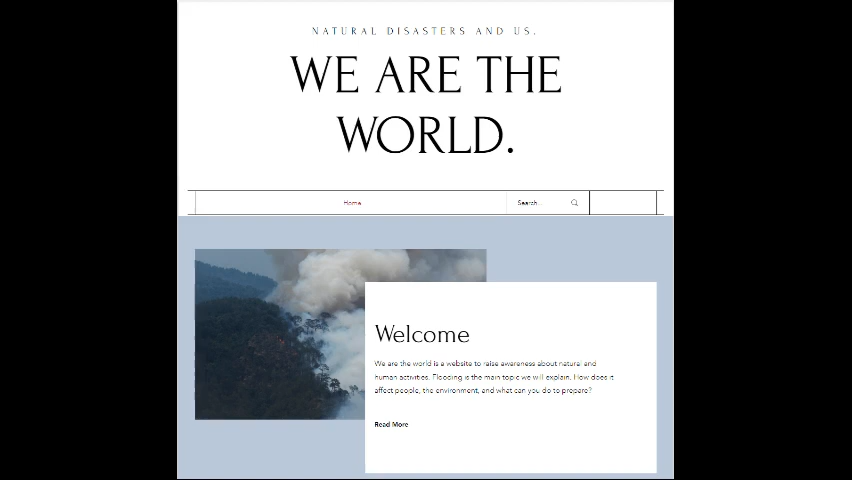 NATURAL DISASTERS AND US.
WE ARE THE
WORLD.
Home
Search...
Welcome
We are the world is a website to raise awareness about natural and
human activities. Flooding is the main topic we will explain. How does it
affect people, the environment, and what can you do to prepare?
Read More